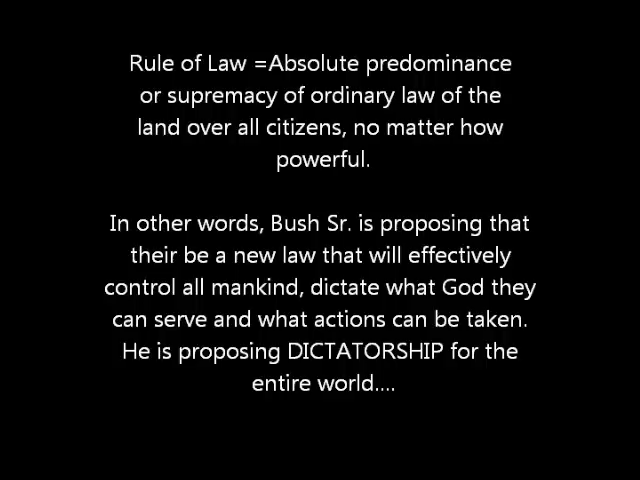 Rule of Law =Absolute predominance
or supremacy of ordinary law of the
land over all citizens, no matter how
powerful.
In other words, Bush Sr. is proposing that
their be a new law that will effectively
control all mankind, dictate what God they
can serve and what actions can be taken.
He is proposing DICTATORSHIP for the
entire world....